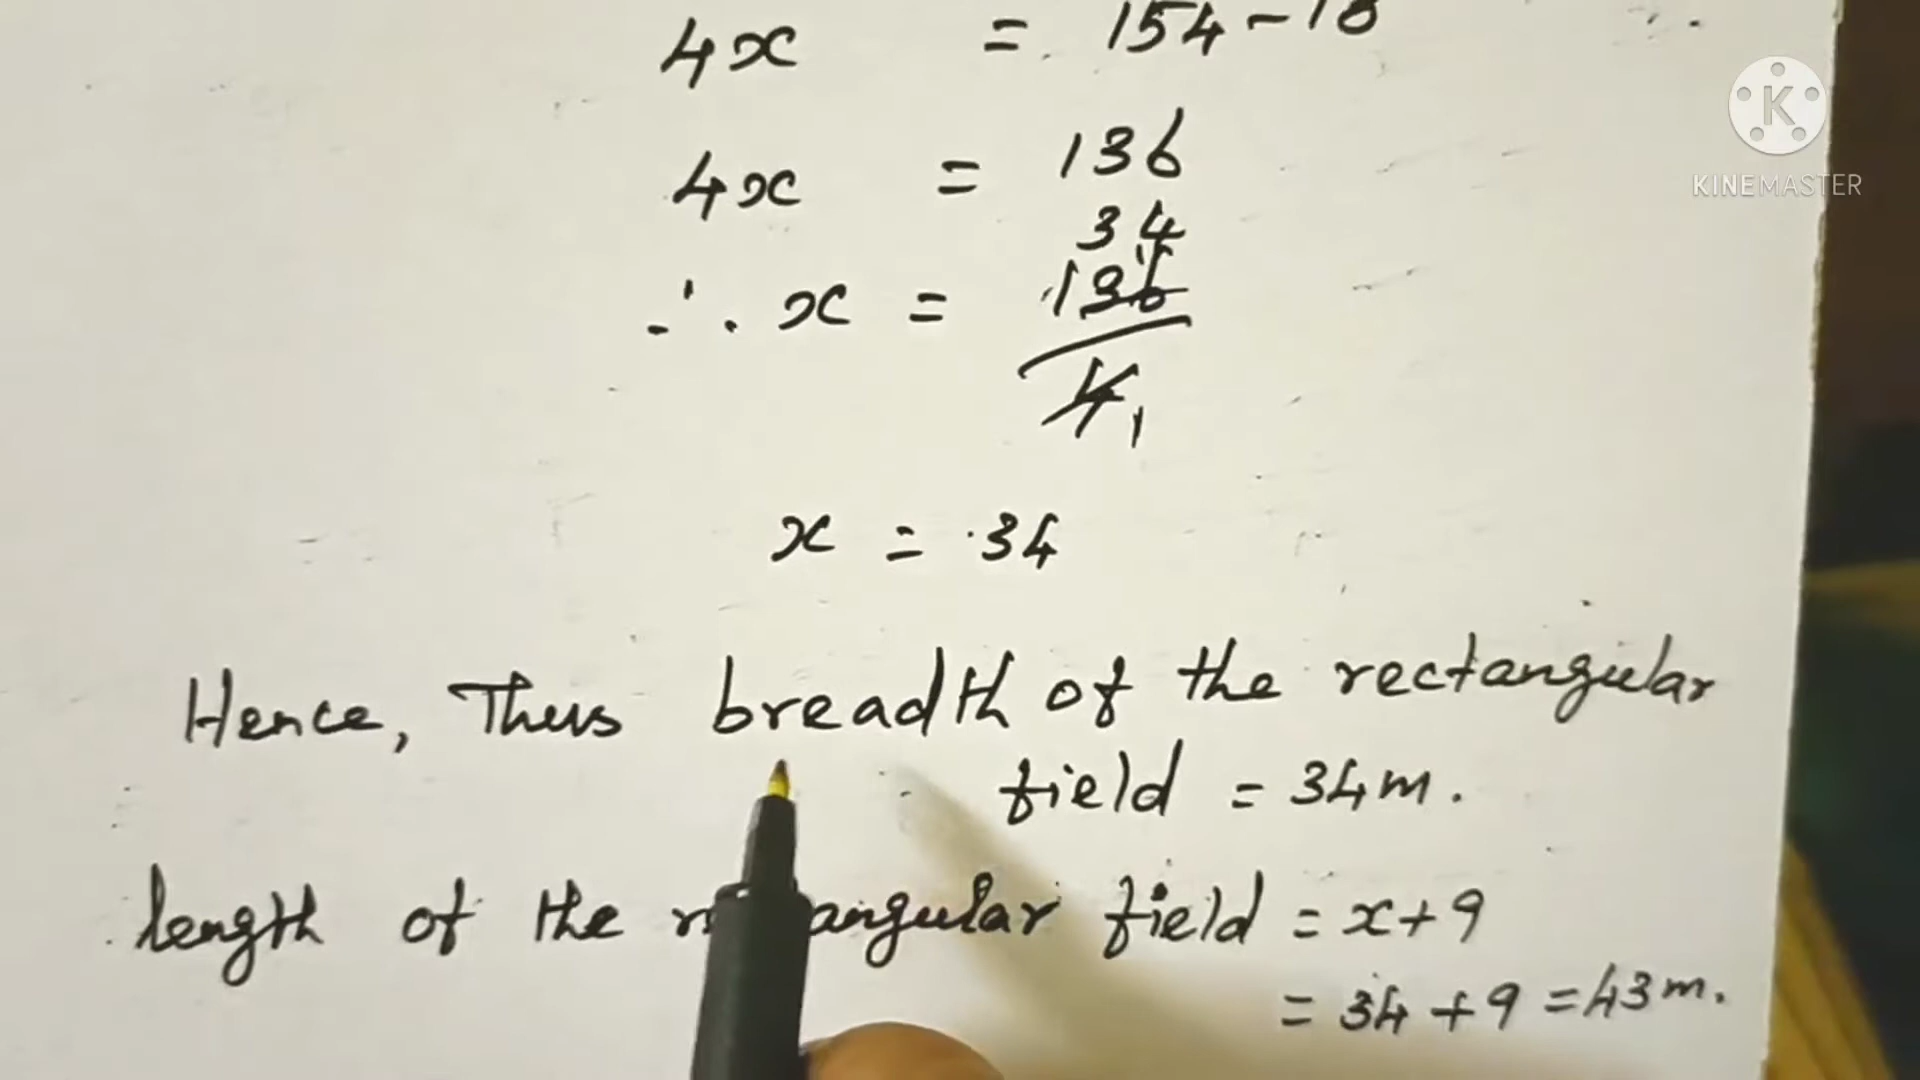 4x = 154-18
4x = 136
34
∴ x = 136
4 1
x = 34
Hence, Thus breadth of the rectangular
field = 34m.
length of the angular field = x+9
= 34+9 = 43m.
K
KINEMASTER